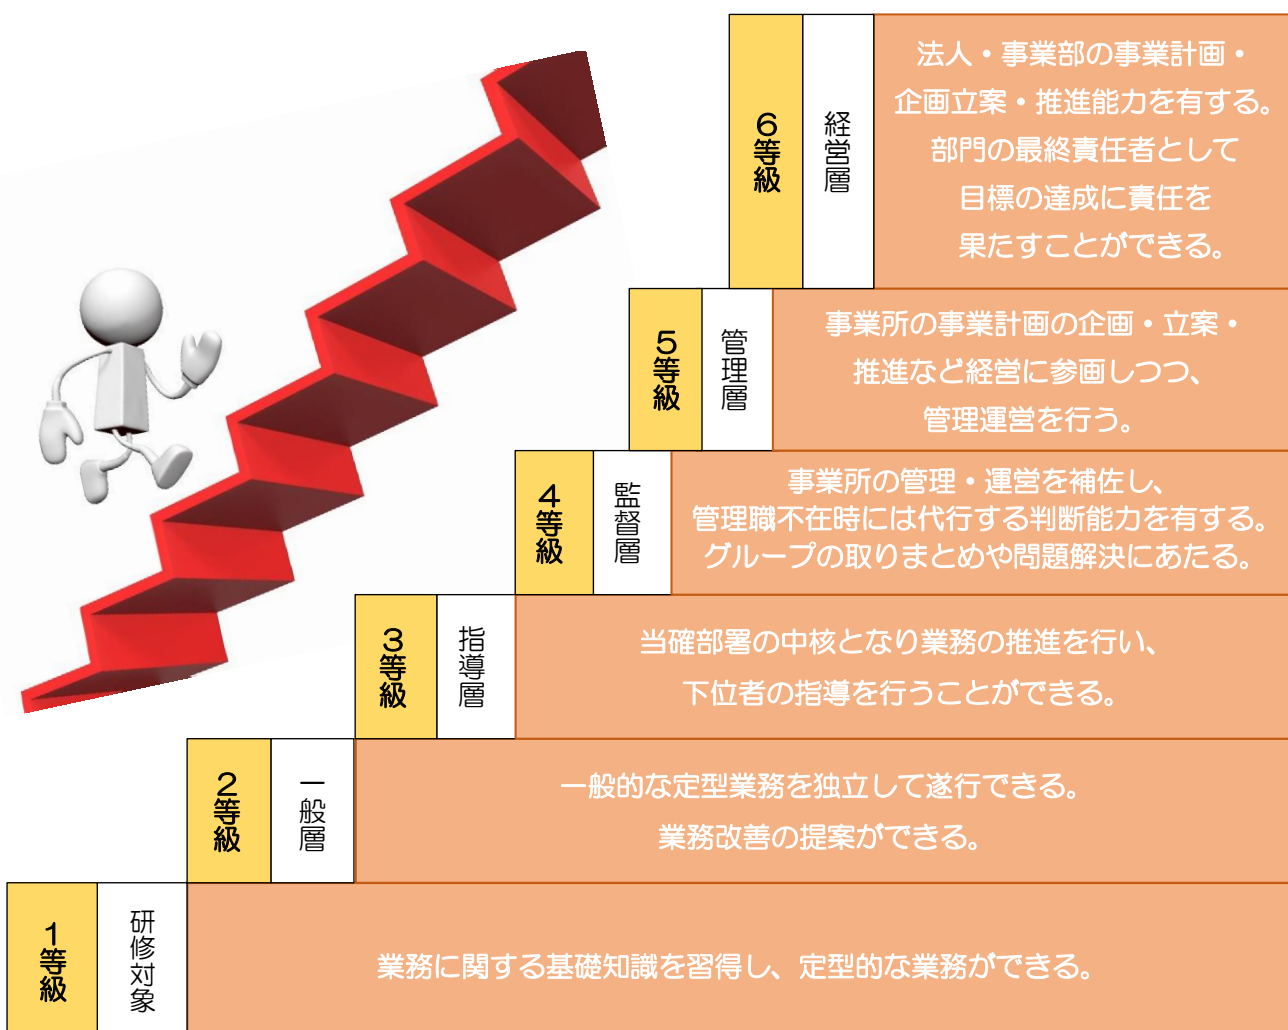 6等級
経営層
法人・事業部の事業計画・
企画立案・推進能力を有する。
部門の最終責任者として
目標の達成に責任を
果たすことができる。
5等級
管理層
事業所の事業計画の企画・立案・
推進など経営に参画しつつ、
管理運営を行う。
4等級
監督層
事業所の管理・運営を補佐し、
管理職不在時には代行する判断能力を有する。
グループの取りまとめや問題解決にあたる。
3等級
指導層
当確部署の中核となり業務の推進を行い、
下位者の指導を行うことができる。
2等級
一般層
一般的な定型業務を独立して遂行できる。
業務改善の提案ができる。
1等級
研修対象
業務に関する基礎知識を習得し、定型的な業務ができる。